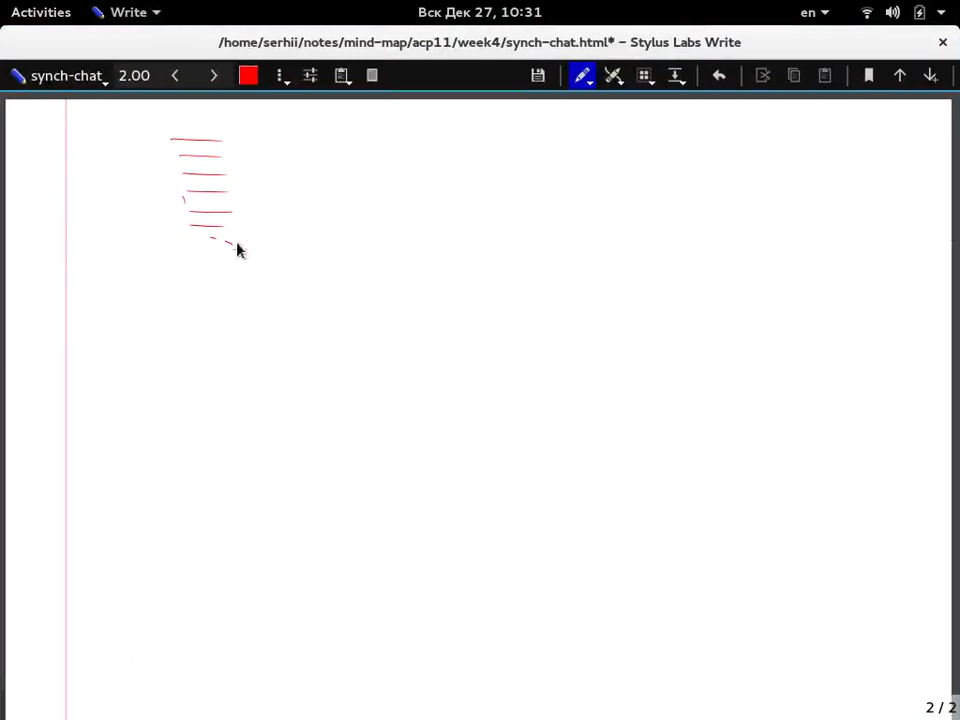 Activities Write Вск Дек 27, 10:31 en
/home/serhii/notes/mind-map/acp11/week4/synch-chat.html* – Stylus Labs Write ×
synch-chat 2.00
2 / 2